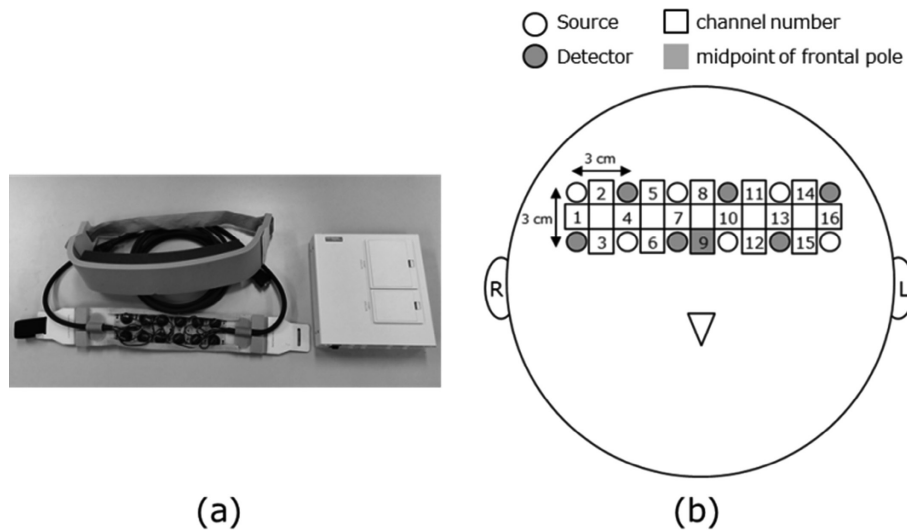 Source
channel number
Detector
midpoint of frontal pole
3 cm
2 5 8 11 14
3 cm
1 4 7 10 13 16
3 6 9 12 15
R
L
(a)
(b)